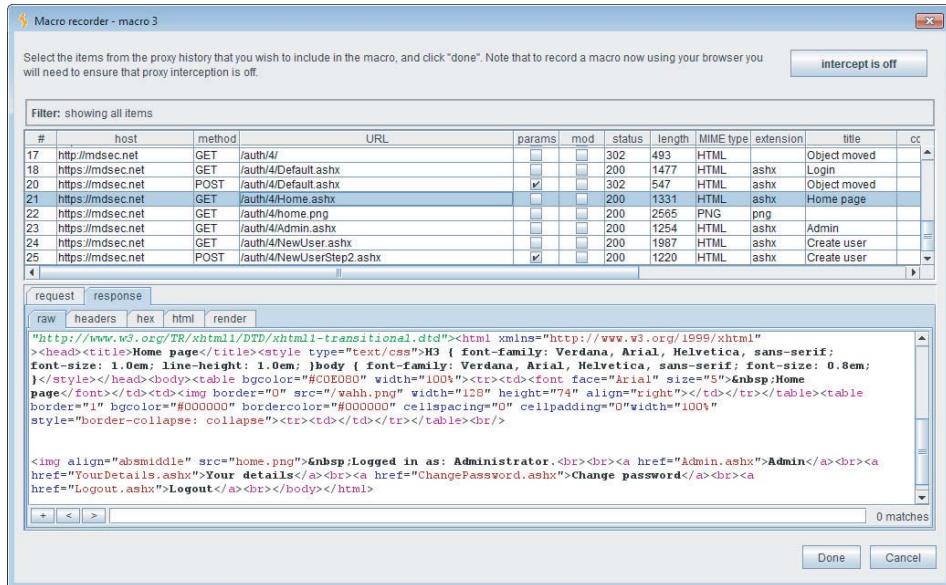 Macro recorder - macro 3
Select the items from the proxy history that you wish to include in the macro, and click "done". Note that to record a macro now using your browser you
will need to ensure that proxy interception is off.
intercept is off
Filter: showing all items
# host method URL params mod status length MIME type extension title co
17 http://mdsec.net GET /auth/4/ 302 493 HTML Object moved
18 https://mdsec.net GET /auth/4/Default.ashx 200 1477 HTML ashx Login
20 https://mdsec.net POST /auth/4/Default.ashx 302 547 HTML ashx Object moved
21 https://mdsec.net GET /auth/4/Home.ashx 200 1331 HTML ashx Home page
22 https://mdsec.net GET /auth/4/home.png 200 2565 PNG png
23 https://mdsec.net GET /auth/4/Admin.ashx 200 1254 HTML ashx Admin
24 https://mdsec.net GET /auth/4/NewUser.ashx 200 1987 HTML ashx Create user
25 https://mdsec.net POST /auth/4/NewUserStep2.ashx 200 1220 HTML ashx Create user
request response
raw headers hex html render
"http://www.w3.org/TR/xhtml1/DTD/xhtml1-transitional.dtd"><html xmlns="http://www.w3.org/1999/xhtml"
><head><title>Home page</title><style type="text/css">H3 { font-family: Verdana, Arial, Helvetica, sans-serif;
font-size: 1.0em; line-height: 1.0em; }body { font-family: Verdana, Arial, Helvetica, sans-serif; font-size: 0.8em;
}</style></head><body><table bgcolor="#C0E080" width="100%"><tr><td><font face="Arial" size="5">&nbsp;Home
page</font></td><td><img border="0" src="/wahh.png" width="128" height="74" align="right"></td></tr></table><table
border="1" bgcolor="#000000" bordercolor="#000000" cellspacing="0" cellpadding="0"width="100%"
style="border-collapse: collapse"><tr><td></td></tr></table><br/>
<img align="absmiddle" src="home.png">&nbsp;Logged in as: Administrator.<br><br><a href="Admin.ashx">Admin</a><br><a
href="YourDetails.ashx">Your details</a><br><a href="ChangePassword.ashx">Change password</a><br><a
href="Logout.ashx">Logout</a><br></body></html>
+ < > 0 matches
Done Cancel